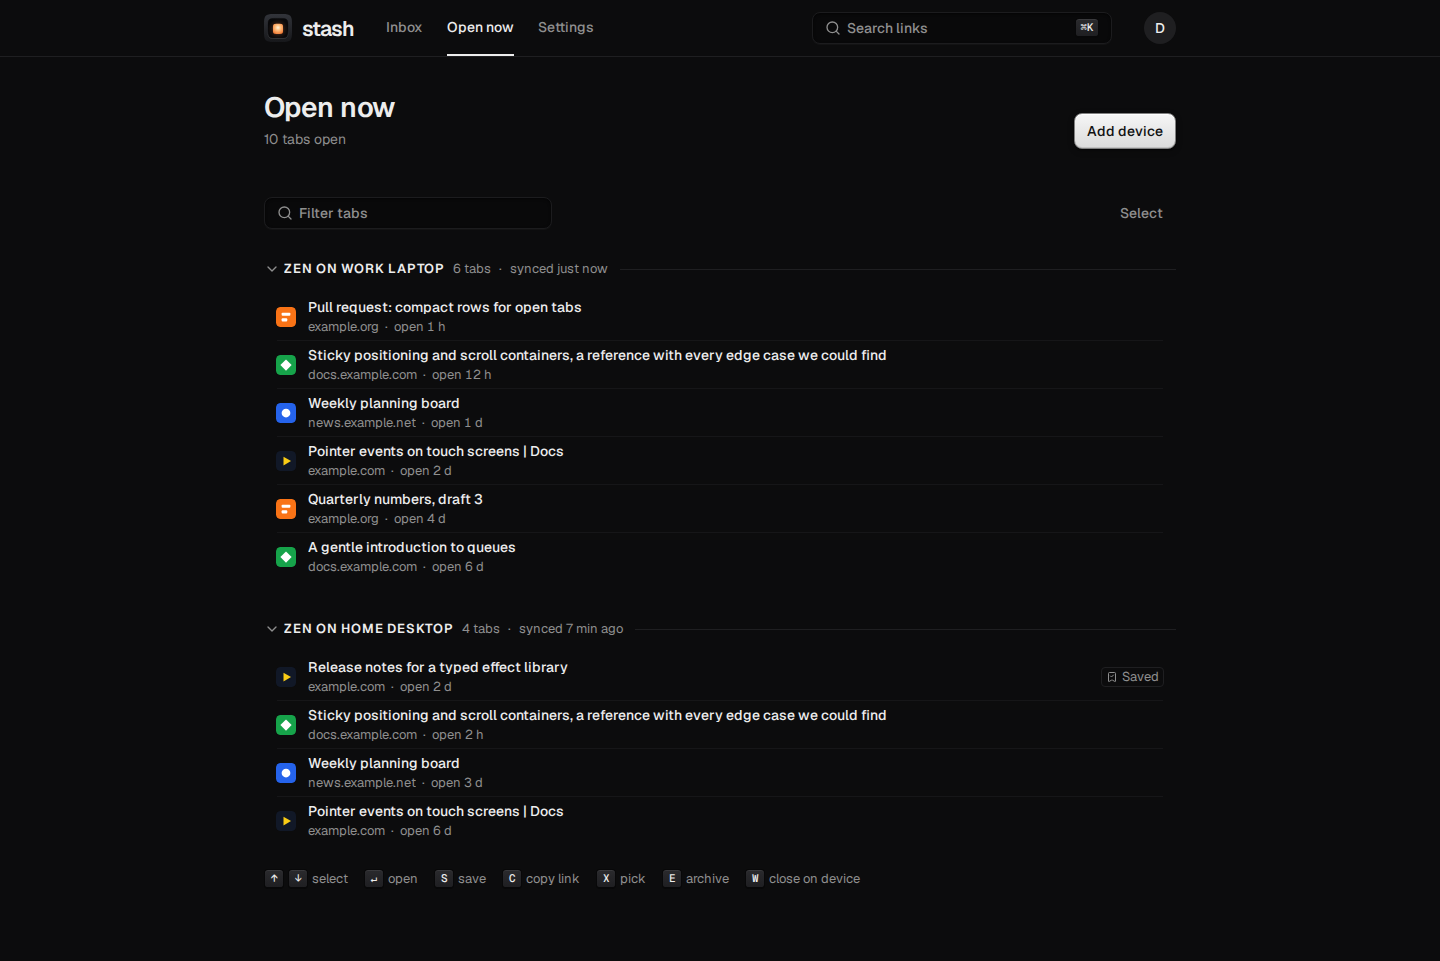 stash Inbox Open now Settings Search links ⌘K D
Open now
10 tabs open
Add device
Filter tabs
Select
ZEN ON WORK LAPTOP 6 tabs · synced just now
Pull request: compact rows for open tabs
example.org · open 1 h
Sticky positioning and scroll containers, a reference with every edge case we could find
docs.example.com · open 12 h
Weekly planning board
news.example.net · open 1 d
Pointer events on touch screens | Docs
example.com · open 2 d
Quarterly numbers, draft 3
example.org · open 4 d
A gentle introduction to queues
docs.example.com · open 6 d
ZEN ON HOME DESKTOP 4 tabs · synced 7 min ago
Release notes for a typed effect library
example.com · open 2 d
Saved
Sticky positioning and scroll containers, a reference with every edge case we could find
docs.example.com · open 2 h
Weekly planning board
news.example.net · open 3 d
Pointer events on touch screens | Docs
example.com · open 6 d
↑ ↓ select ↵ open S save C copy link X pick E archive W close on device